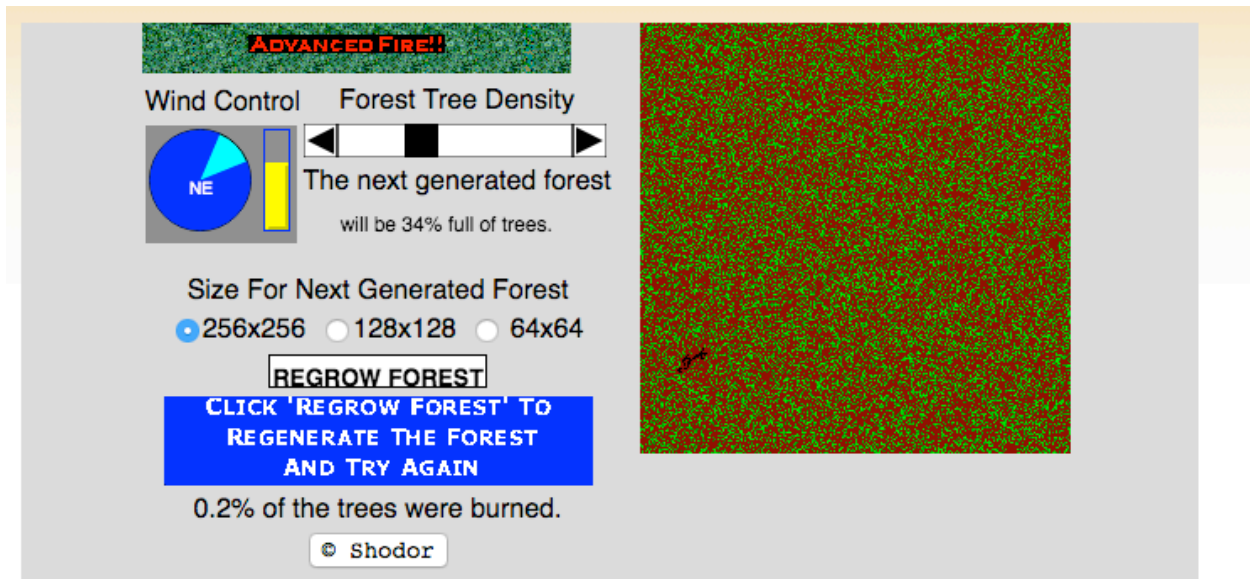 ADVANCED FIRE!!
Wind Control
Forest Tree Density
NE
The next generated forest
will be 34% full of trees.
Size For Next Generated Forest
256x256 128x128 64x64
REGROW FOREST
CLICK 'REGROW FOREST' TO
REGENERATE THE FOREST
AND TRY AGAIN
0.2% of the trees were burned.
© Shodor